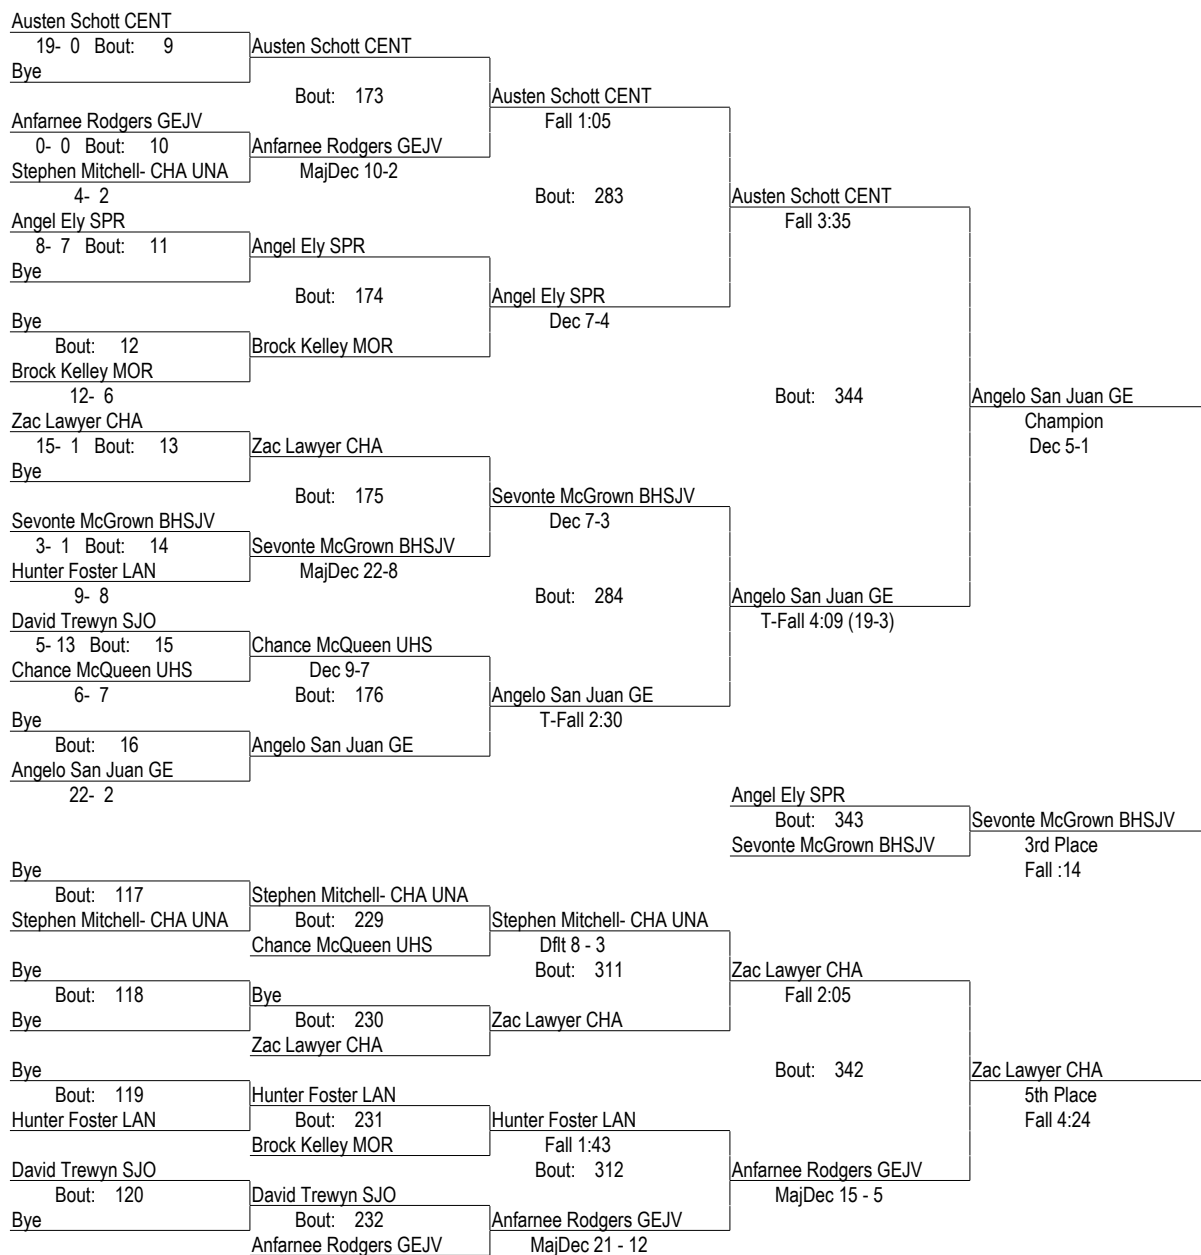 Austen Schott CENT
19- 0 Bout: 9 Austen Schott CENT
Bye
Bout: 173 Austen Schott CENT
Anfarnee Rodgers GEJV Fall 1:05
0- 0 Bout: 10 Anfarnee Rodgers GEJV
Stephen Mitchell- CHA UNA MajDec 10-2
4- 2 Bout: 283 Austen Schott CENT
Angel Ely SPR Fall 3:35
8- 7 Bout: 11 Angel Ely SPR
Bye
Bout: 174 Angel Ely SPR
Bye Dec 7-4
Bout: 12 Brock Kelley MOR
Brock Kelley MOR
12- 6 Bout: 344 Angelo San Juan GE
Zac Lawyer CHA Champion
15- 1 Bout: 13 Zac Lawyer CHA Dec 5-1
Bye
Bout: 175 Sevonte McGrown BHSJV
Sevonte McGrown BHSJV Dec 7-3
3- 1 Bout: 14 Sevonte McGrown BHSJV
Hunter Foster LAN MajDec 22-8
9- 8 Bout: 284 Angelo San Juan GE
David Trewyn SJO T-Fall 4:09 (19-3)
5- 13 Bout: 15 Chance McQueen UHS
Chance McQueen UHS Dec 9-7
6- 7 Bout: 176 Angelo San Juan GE
Bye T-Fall 2:30
Bout: 16 Angelo San Juan GE
Angelo San Juan GE
22- 2 Angel Ely SPR
Bout: 343 Sevonte McGrown BHSJV
Sevonte McGrown BHSJV 3rd Place
Bye Fall :14
Bout: 117 Stephen Mitchell- CHA UNA
Stephen Mitchell- CHA UNA Bout: 229 Stephen Mitchell- CHA UNA
Chance McQueen UHS Dflt 8 - 3
Bye Bout: 311 Zac Lawyer CHA
Bout: 118 Bye Fall 2:05
Bye Bout: 230 Zac Lawyer CHA
Zac Lawyer CHA
Bye Bout: 342 Zac Lawyer CHA
Bout: 119 Hunter Foster LAN 5th Place
Hunter Foster LAN Bout: 231 Hunter Foster LAN Fall 4:24
Brock Kelley MOR Fall 1:43
David Trewyn SJO Bout: 312 Anfarnee Rodgers GEJV
Bout: 120 David Trewyn SJO MajDec 15 - 5
Bye Bout: 232 Anfarnee Rodgers GEJV
Anfarnee Rodgers GEJV MajDec 21 - 12